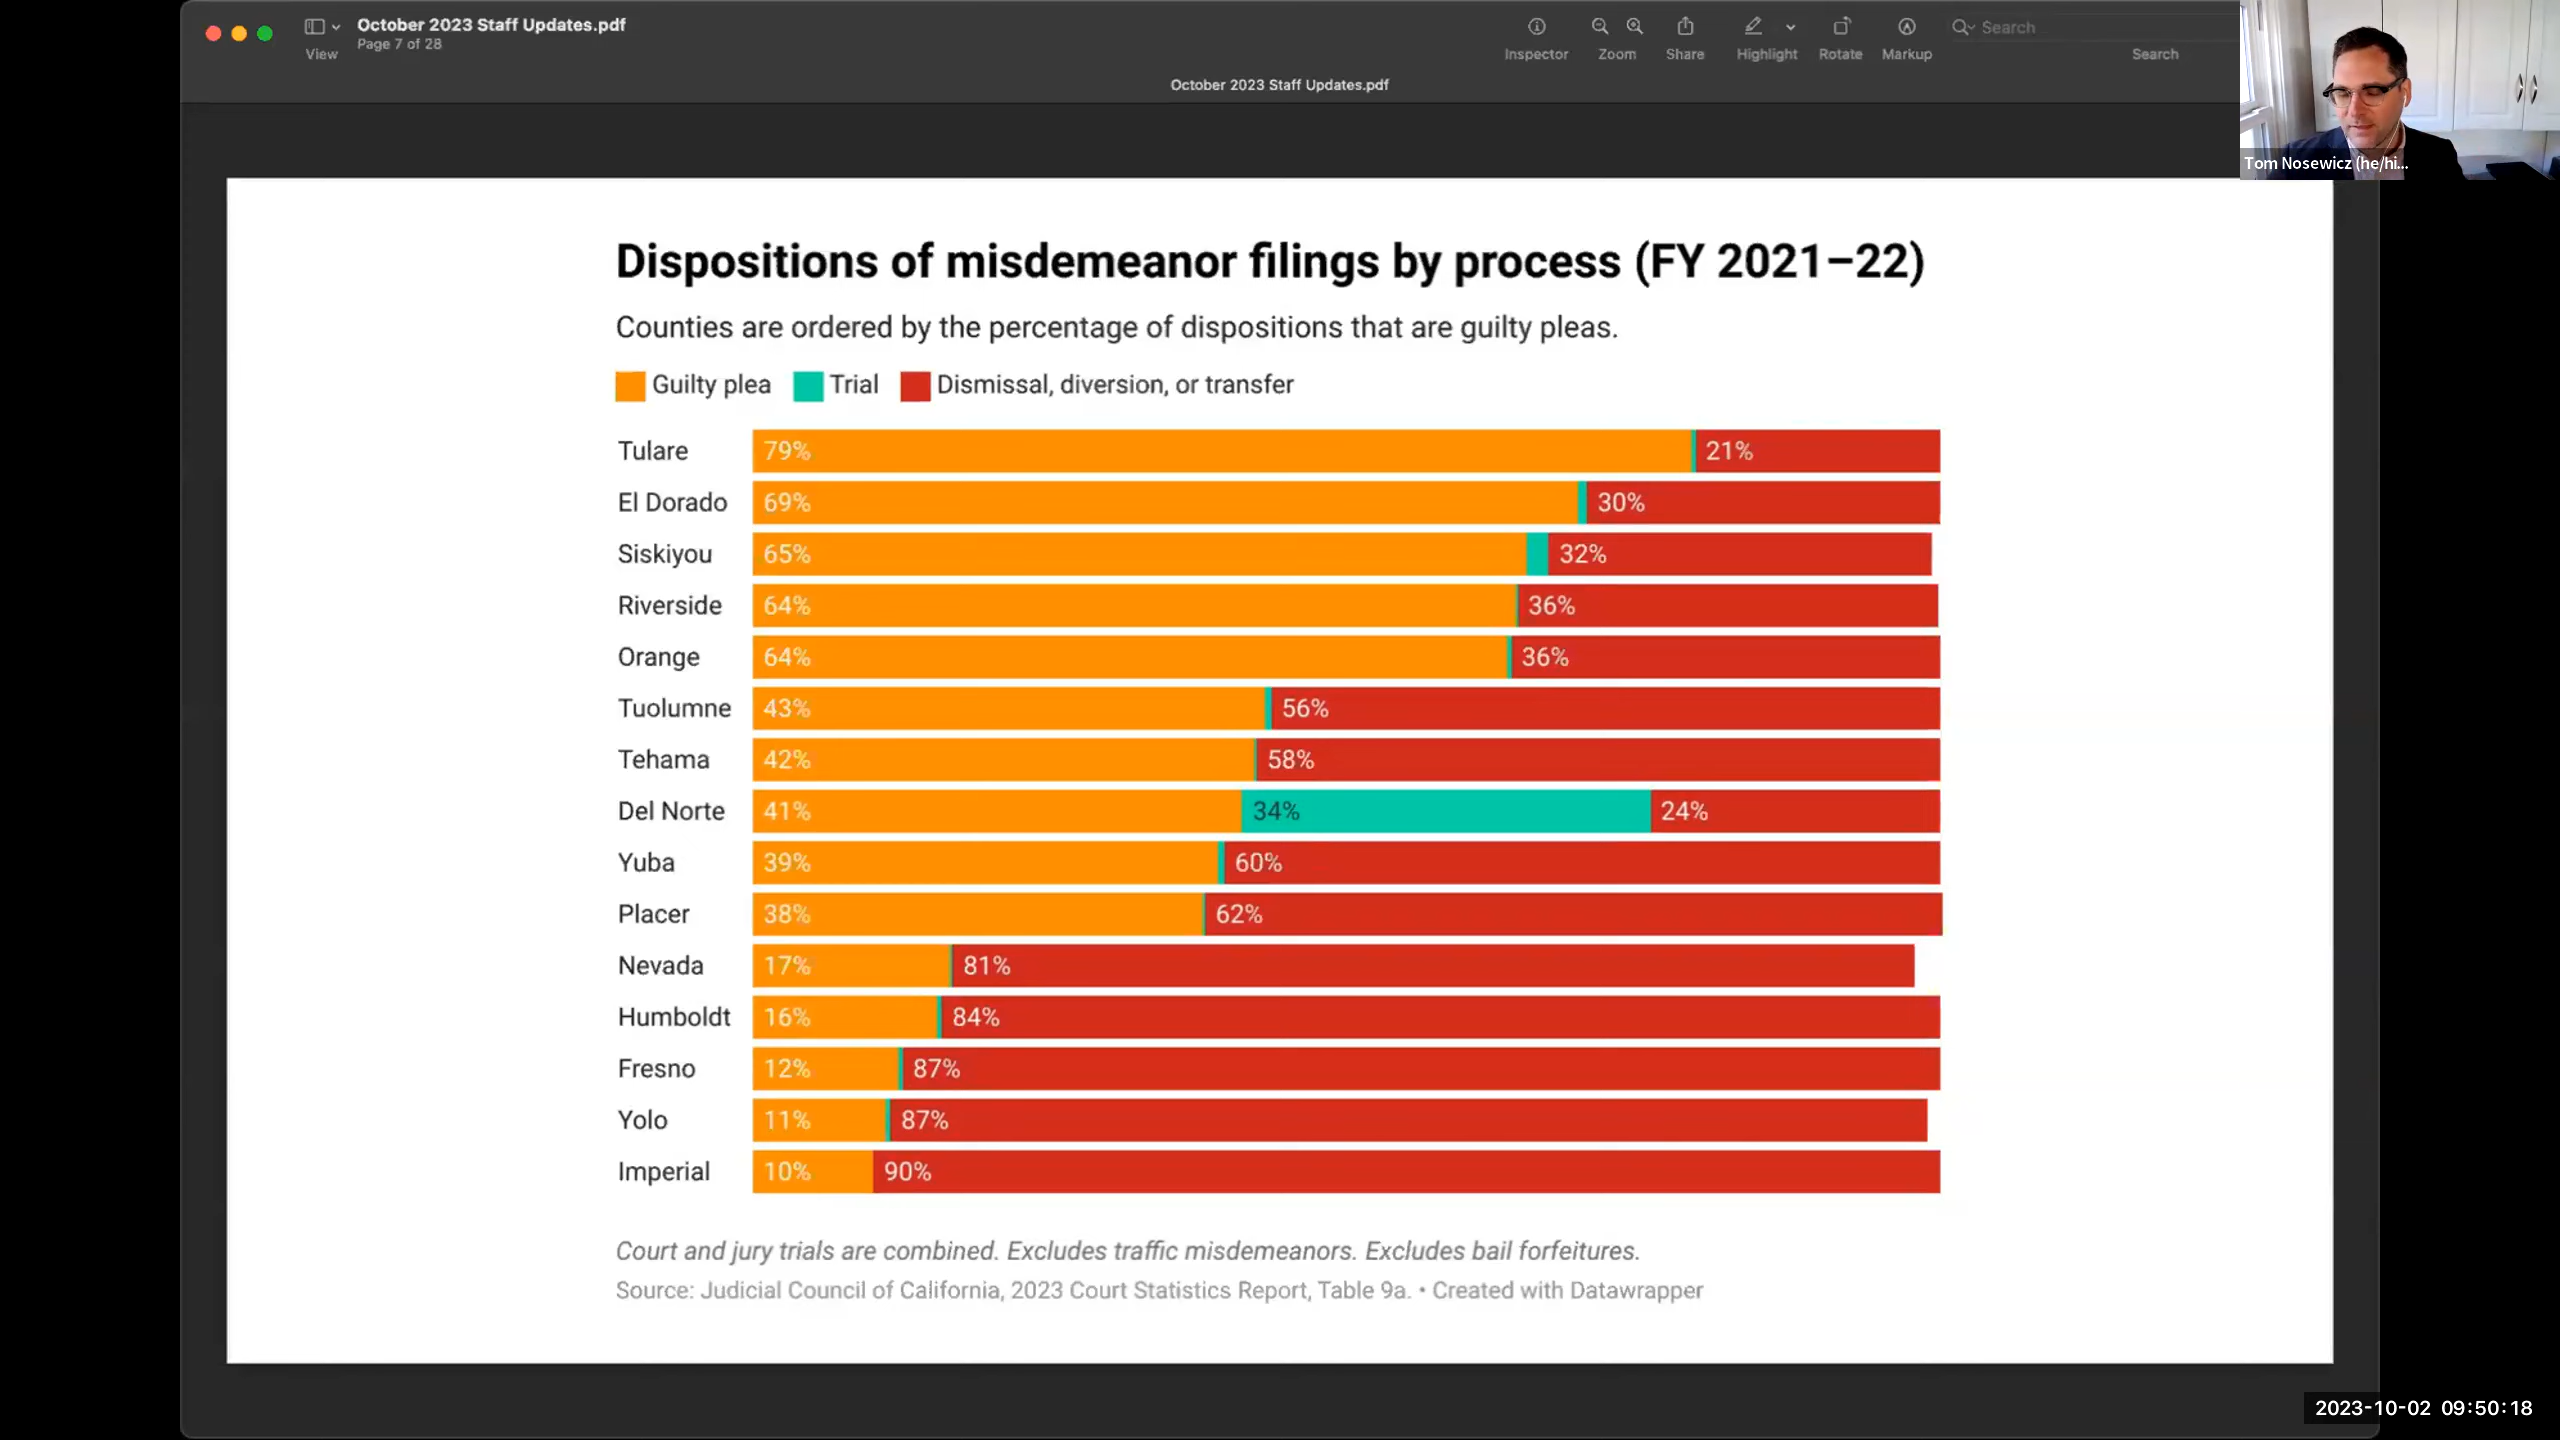 October 2023 Staff Updates.pdf
Page 7 of 28
View
Inspector
Zoom
Share
Highlight
Rotate
Markup
Search
Search
October 2023 Staff Updates.pdf
Tom Nosewicz (he/hi...
Dispositions of misdemeanor filings by process (FY 2021–22)
Counties are ordered by the percentage of dispositions that are guilty pleas.
Guilty plea Trial Dismissal, diversion, or transfer
Tulare 79% 21%
El Dorado 69% 30%
Siskiyou 65% 32%
Riverside 64% 36%
Orange 64% 36%
Tuolumne 43% 56%
Tehama 42% 58%
Del Norte 41% 34% 24%
Yuba 39% 60%
Placer 38% 62%
Nevada 17% 81%
Humboldt 16% 84%
Fresno 12% 87%
Yolo 11% 87%
Imperial 10% 90%
Court and jury trials are combined. Excludes traffic misdemeanors. Excludes bail forfeitures.
Source: Judicial Council of California, 2023 Court Statistics Report, Table 9a. • Created with Datawrapper
2023-10-02 09:50:18